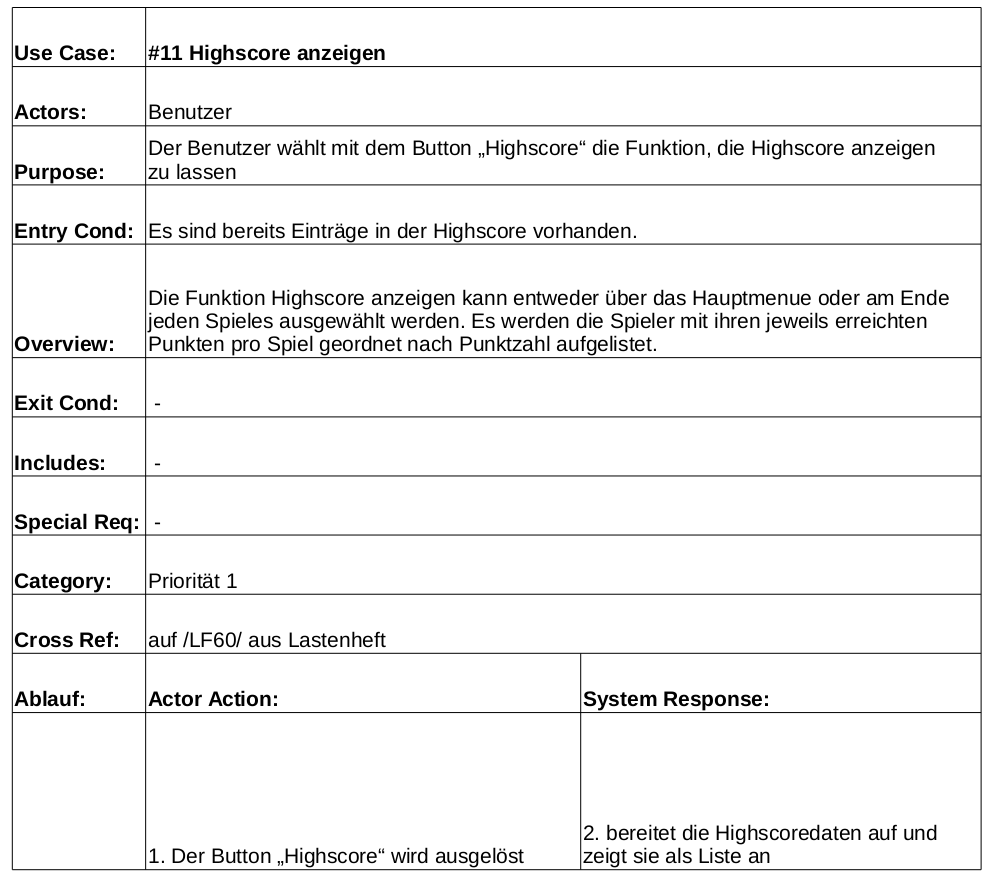 Use Case: #11 Highscore anzeigen
Actors: Benutzer
Der Benutzer wählt mit dem Button „Highscore“ die Funktion, die Highscore anzeigen
Purpose: zu lassen
Entry Cond: Es sind bereits Einträge in der Highscore vorhanden.
Die Funktion Highscore anzeigen kann entweder über das Hauptmenue oder am Ende
jeden Spieles ausgewählt werden. Es werden die Spieler mit ihren jeweils erreichten
Overview: Punkten pro Spiel geordnet nach Punktzahl aufgelistet.
Exit Cond: -
Includes: -
Special Req: -
Category: Priorität 1
Cross Ref: auf /LF60/ aus Lastenheft
Ablauf: Actor Action: System Response:
1. Der Button „Highscore“ wird ausgelöst
2. bereitet die Highscoredaten auf und
zeigt sie als Liste an